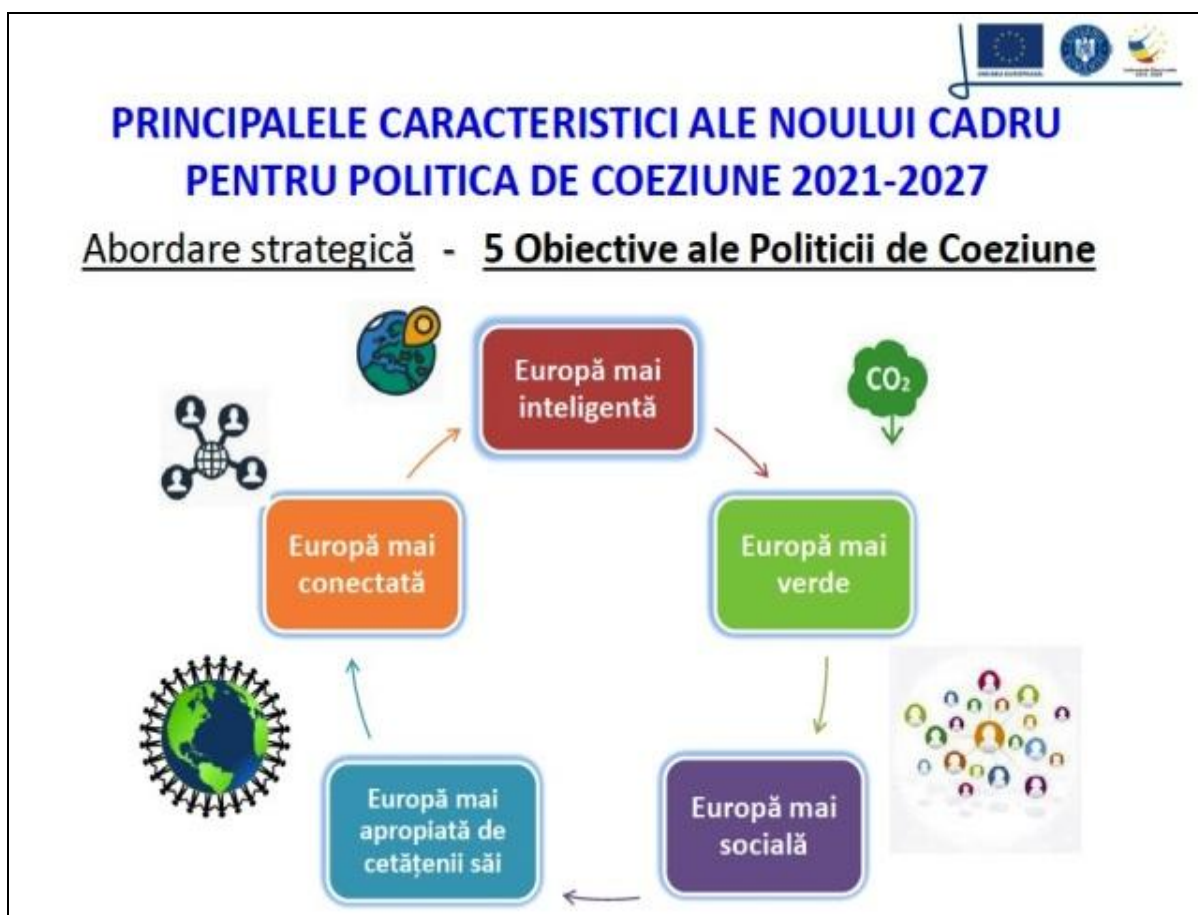 UNIUNEA EUROPEANĂ
PRINCIPALELE CARACTERISTICI ALE NOULUI CADRU
PENTRU POLITICA DE COEZIUNE 2021-2027
Abordare strategică - 5 Obiective ale Politicii de Coeziune
Europă mai
inteligentă
CO₂
Europă mai
verde
Europă mai
socială
Europă mai
apropiată de
cetățenii săi
Europă mai
conectată